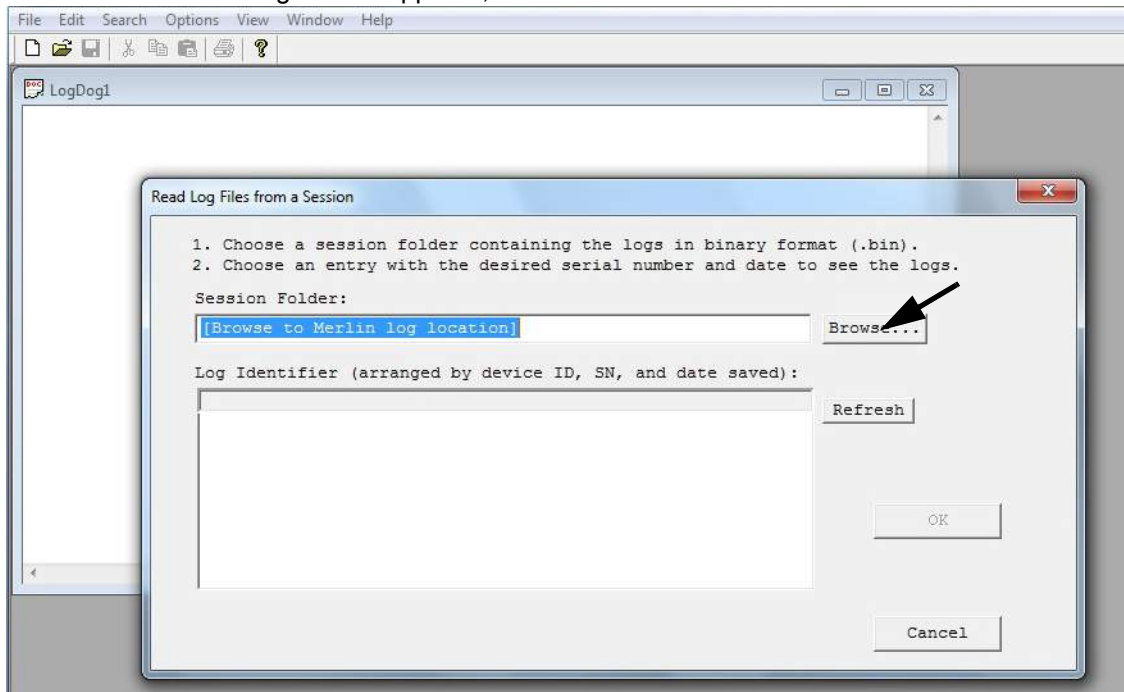 File Edit Search Options View Window Help
LogDog1
Read Log Files from a Session
1. Choose a session folder containing the logs in binary format (.bin).
2. Choose an entry with the desired serial number and date to see the logs.
Session Folder:
[Browse to Merlin log location] Browse...
Log Identifier (arranged by device ID, SN, and date saved):
Refresh
OK
Cancel